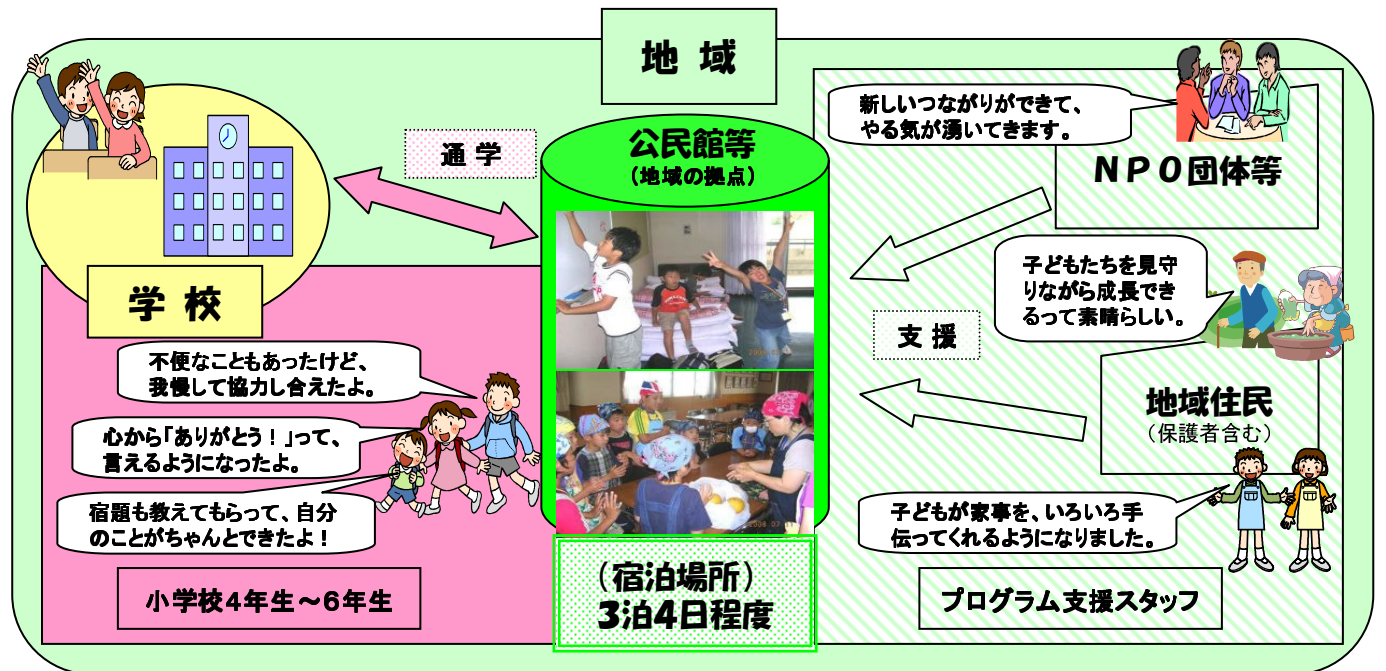 地 域
通 学
公民館等
(地域の拠点)
学 校
不便なこともあったけど、
我慢して協力し合えたよ。
心から「ありがとう！」って、
言えるようになったよ。
宿題も教えてもらって、自分
のことがちゃんとできたよ！
小学校４年生～６年生
(宿泊場所)
3泊4日程度
新しいつながりができて、
やる気が湧いてきます。
ＮＰＯ団体等
子どもたちを見守
りながら成長でき
るって素晴らしい。
支 援
地域住民
(保護者含む)
子どもが家事を、いろいろ手
伝ってくれるようになりました。
プログラム支援スタッフ